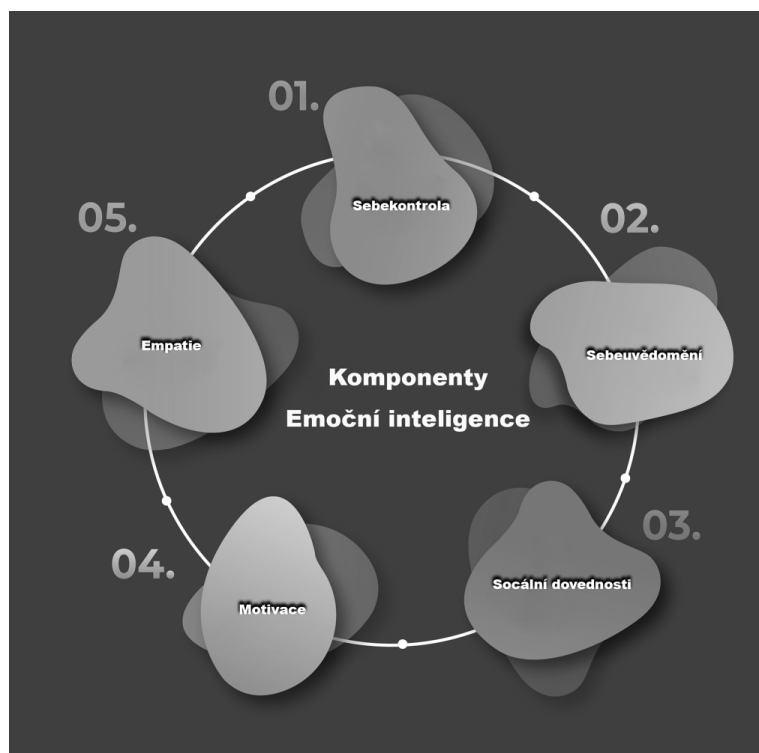 01.
Sebekontrola
02.
Sebeuvědomění
03.
Socální dovednosti
04.
Motivace
05.
Empatie
Komponenty
Emoční inteligence